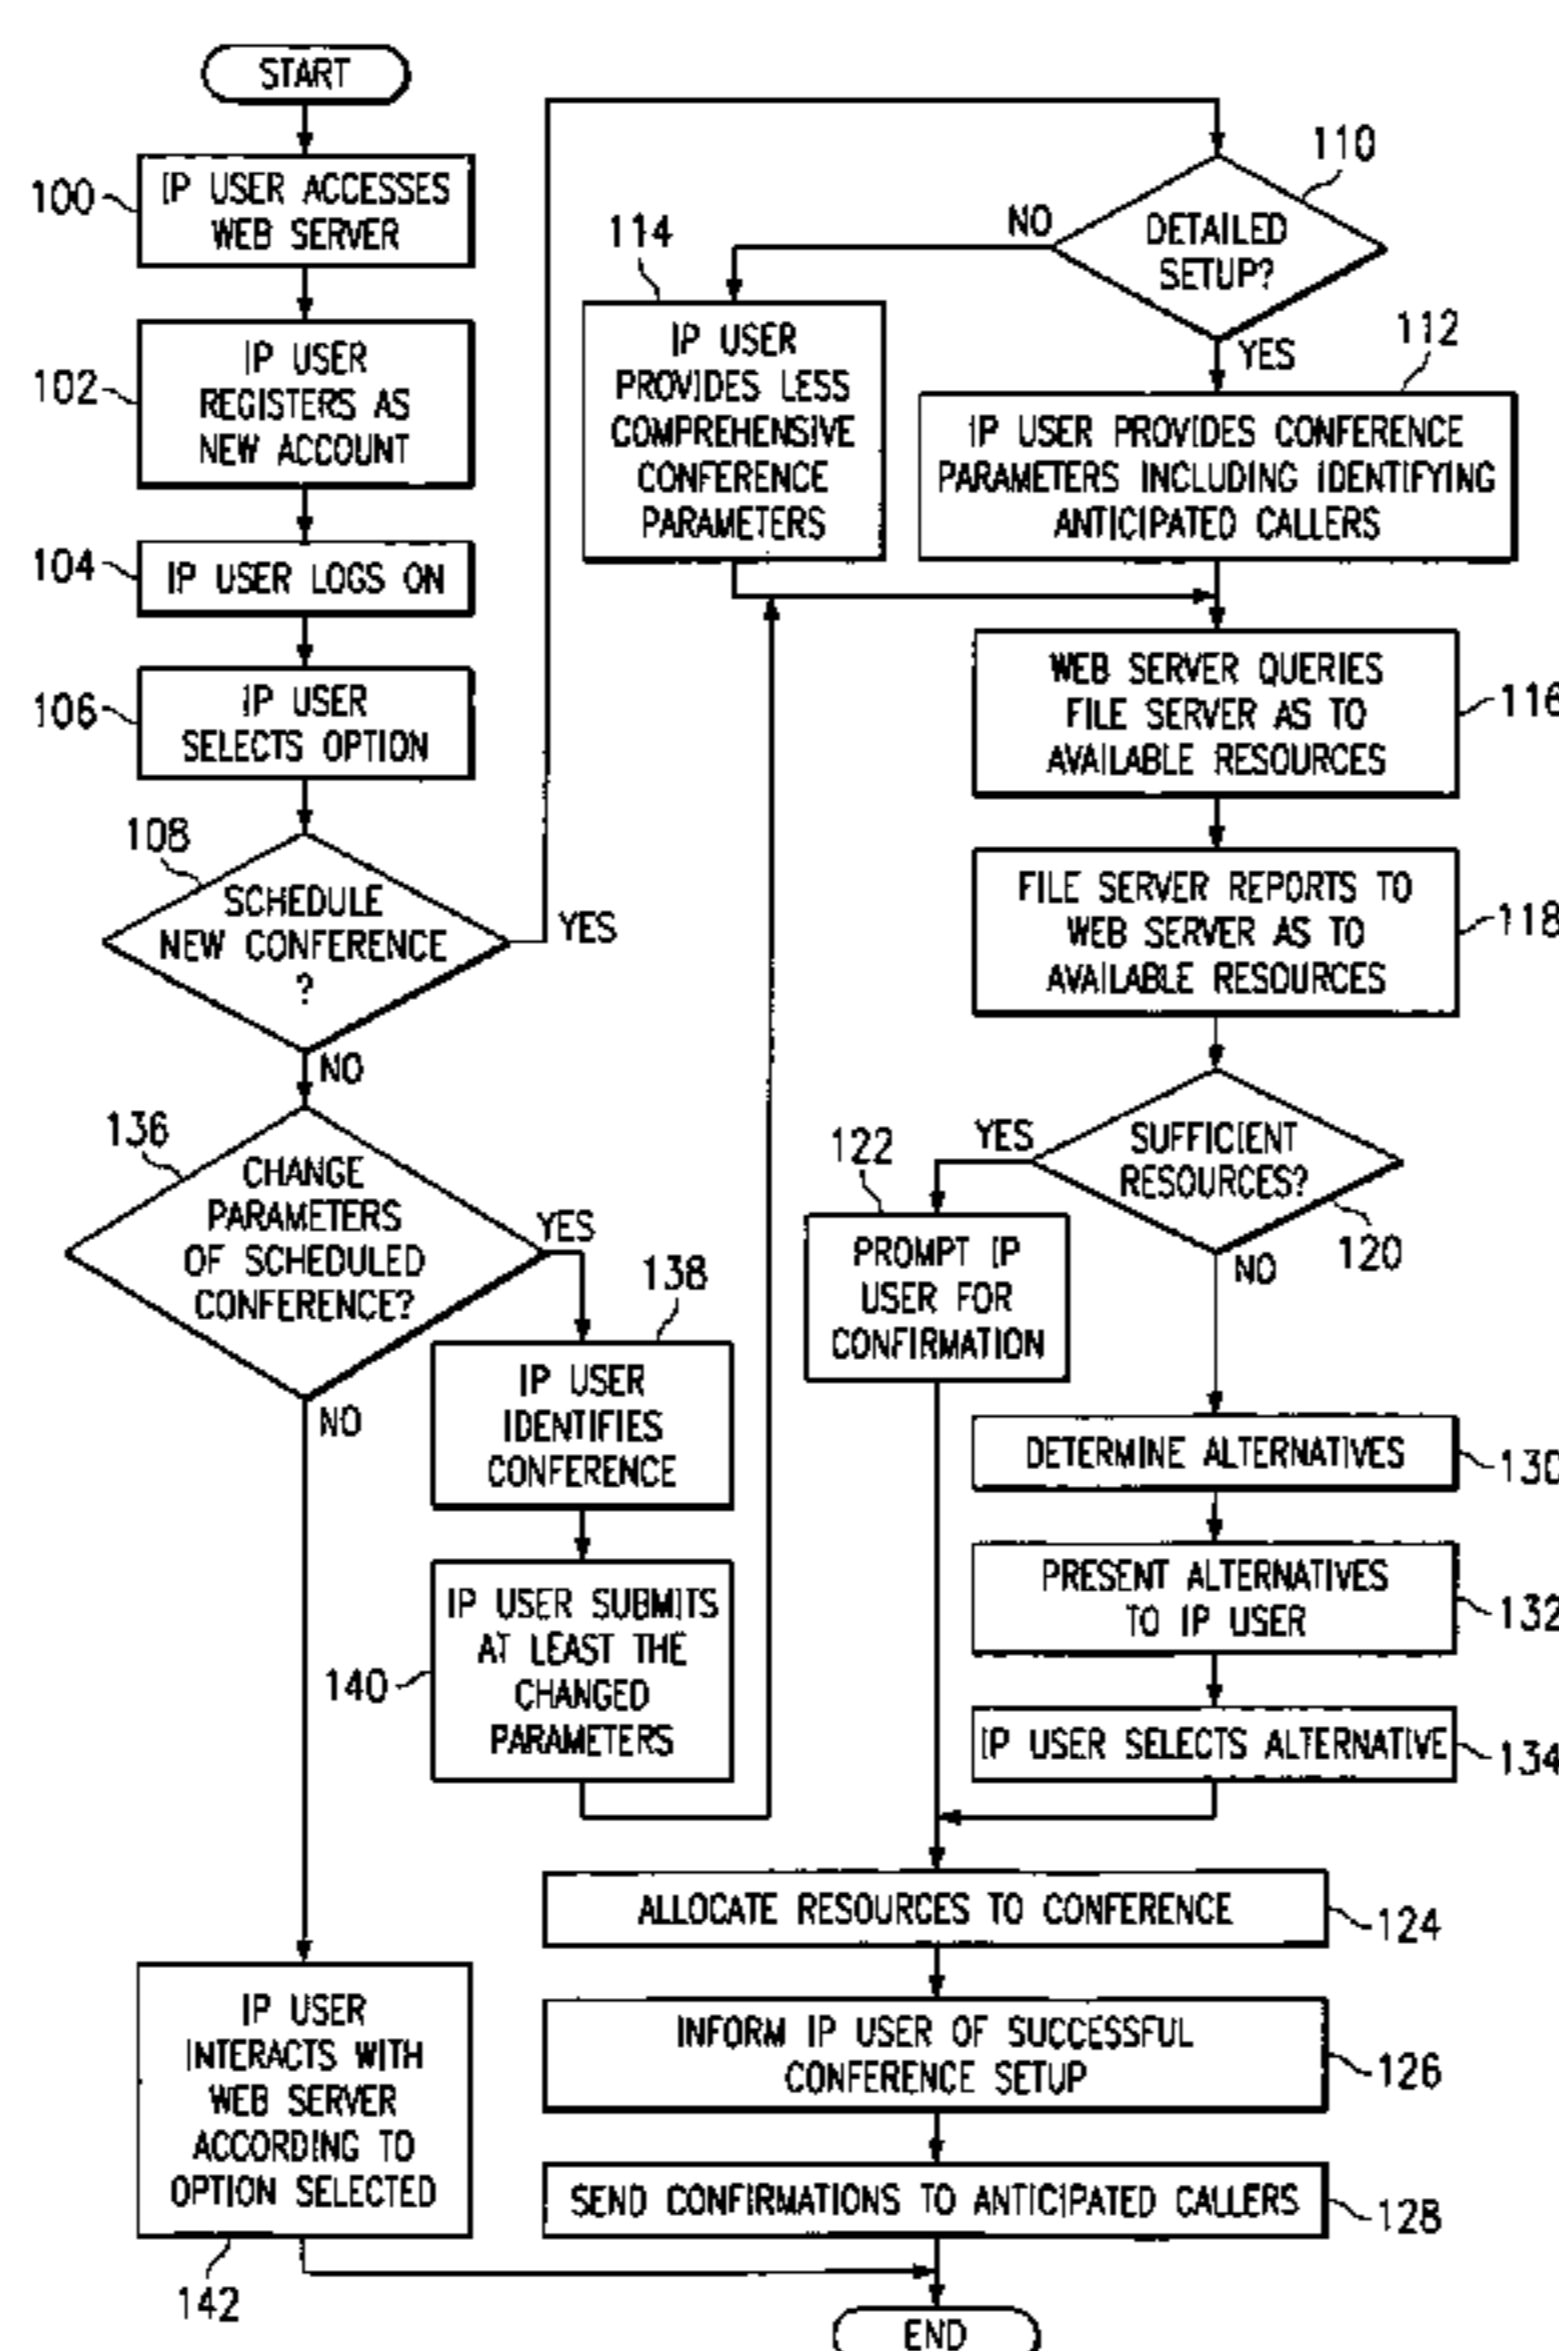 START
100
IP USER ACCESSES
WEB SERVER
102
IP USER
REGISTERS AS
NEW ACCOUNT
104
IP USER LOGS ON
106
IP USER
SELECTS OPTION
108
SCHEDULE
NEW CONFERENCE
?
YES
NO
136
CHANGE
PARAMETERS
OF SCHEDULED
CONFERENCE?
YES
NO
138
IP USER
IDENTIFIES
CONFERENCE
140
IP USER SUBMITS
AT LEAST THE
CHANGED
PARAMETERS
IP USER
INTERACTS WITH
WEB SERVER
ACCORDING TO
OPTION SELECTED
142
110
DETAILED
SETUP?
NO
YES
114
IP USER
PROVIDES LESS
COMPREHENSIVE
CONFERENCE
PARAMETERS
112
IP USER PROVIDES CONFERENCE
PARAMETERS INCLUDING IDENTIFYING
ANTICIPATED CALLERS
WEB SERVER QUERIES
FILE SERVER AS TO
AVAILABLE RESOURCES
116
FILE SERVER REPORTS TO
WEB SERVER AS TO
AVAILABLE RESOURCES
118
SUFFICIENT
RESOURCES?
120
YES
NO
122
PROMPT IP
USER FOR
CONFIRMATION
DETERMINE ALTERNATIVES
130
PRESENT ALTERNATIVES
TO IP USER
132
IP USER SELECTS ALTERNATIVE
134
ALLOCATE RESOURCES TO CONFERENCE
124
INFORM IP USER OF SUCCESSFUL
CONFERENCE SETUP
126
SEND CONFIRMATIONS TO ANTICIPATED CALLERS
128
END